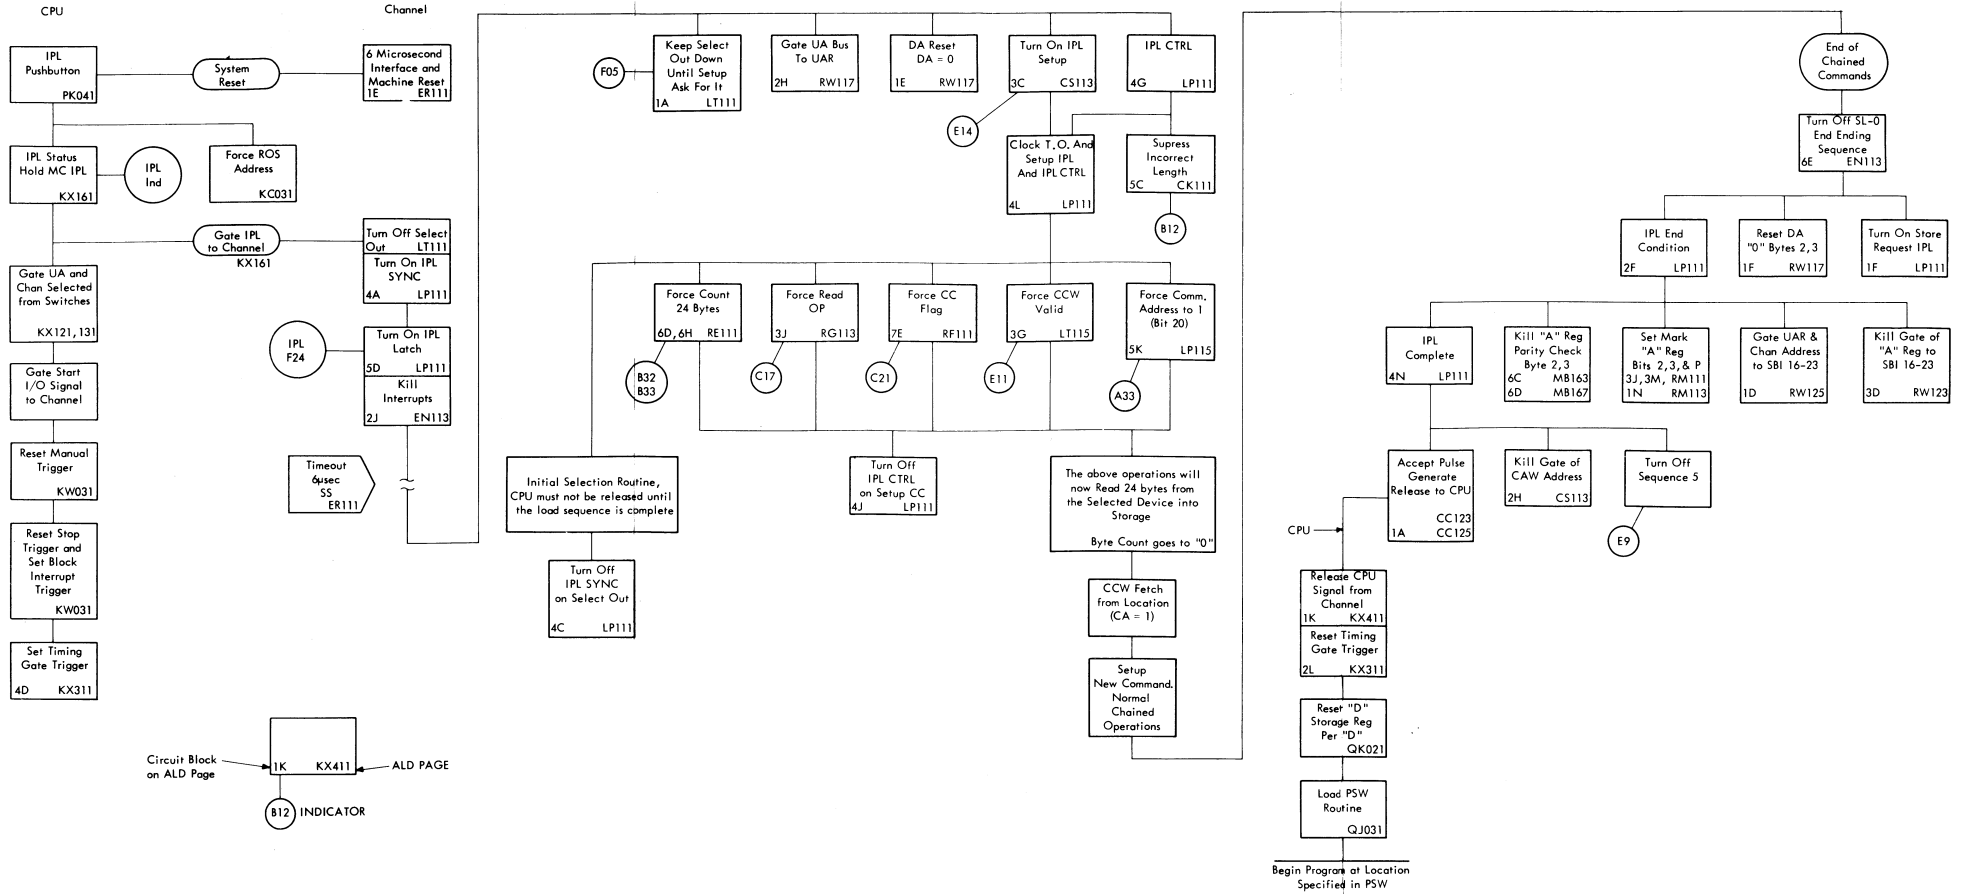 CPU
Channel
IPL
Pushbutton
PK041
System
Reset
6 Microsecond
Interface and
Machine Reset
1E ER111
IPL Status
Hold MC IPL
KX161
IPL
Ind
Force ROS
Address
KC031
Gate IPL
to Channel
KX161
Turn Off Select
Out LT111
Turn On IPL
SYNC
4A LP111
Gate UA and
Chan Selected
from Switches
KX121, 131
IPL
F24
Turn On IPL
Latch
5D LP111
Kill
Interrupts
2J EN113
Gate Start
I/O Signal
to Channel
Reset Manual
Trigger
KW031
Timeout
6μsec
SS
ER111
Reset Stop
Trigger and
Set Block
Interrupt
Trigger
KW031
Set Timing
Gate Trigger
4D KX311
Circuit Block
on ALD Page
1K KX411
ALD PAGE
B12
INDICATOR
F05
Keep Select
Out Down
Until Setup
Ask For It
1A LT111
Gate UA Bus
To UAR
2H RW117
DA Reset
DA = 0
1E RW117
Turn On IPL
Setup
3C CS113
IPL CTRL
4G LP111
E14
Clock T.O. And
Setup IPL
And IPL CTRL
4L LP111
Supress
Incorrect
Length
5C CK111
B12
Force Count
24 Bytes
6D, 6H RE111
Force Read
OP
3J RG113
Force CC
Flag
7E RF111
Force CCW
Valid
3G LT115
Force Comm.
Address to 1
(Bit 20)
5K LP115
B32
B33
C17
C21
E11
A33
Initial Selection Routine,
CPU must not be released until
the load sequence is complete
Turn Off
IPL SYNC
on Select Out
4C LP111
Turn Off
IPL CTRL
on Setup CC
4J LP111
The above operations will
now Read 24 bytes from
the Selected Device into
Storage
Byte Count goes to "0"
CCW Fetch
from Location
(CA = 1)
Setup
New Command.
Normal
Chained
Operations
End of
Chained
Commands
Turn Off SL-0
End Ending
Sequence
6E EN113
IPL End
Condition
2F LP111
Reset DA
"0" Bytes 2,3
1F RW117
Turn On Store
Request IPL
1F LP111
IPL
Complete
4N LP111
Kill "A" Reg
Parity Check
Byte 2,3
6C MB163
6D MB167
Set Mark
"A" Reg
Bits 2,3,& P
3J,3M, RM111
1N RM113
Gate UAR &
Chan Address
to SBI 16-23
1D RW125
Kill Gate of
"A" Reg to
SBI 16-23
3D RW123
Accept Pulse
Generate
Release to CPU
CC123
1A CC125
Kill Gate of
CAW Address
2H CS113
Turn Off
Sequence 5
E9
CPU
Release CPU
Signal from
Channel
1K KX411
Reset Timing
Gate Trigger
2L KX311
Reset "D"
Storage Reg
Per "D"
QK021
Load PSW
Routine
QJ031
Begin Program at Location
Specified in PSW